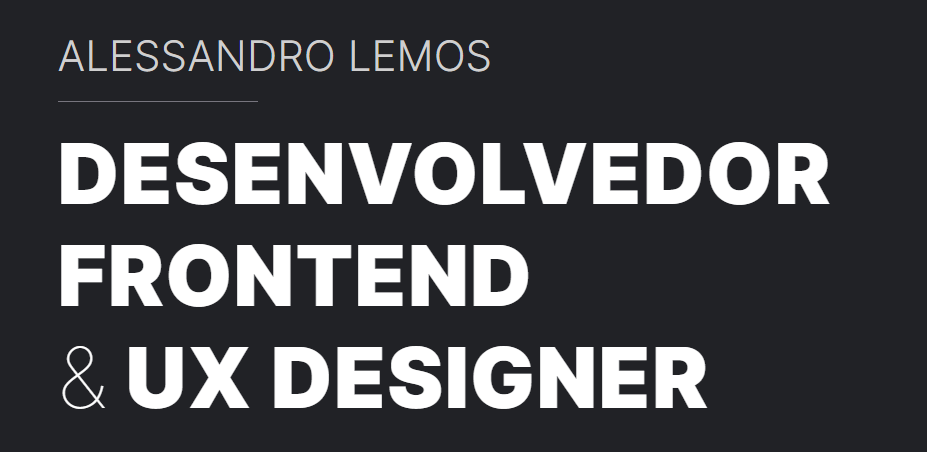 ALESSANDRO LEMOS
DESENVOLVEDOR
FRONTEND
& UX DESIGNER